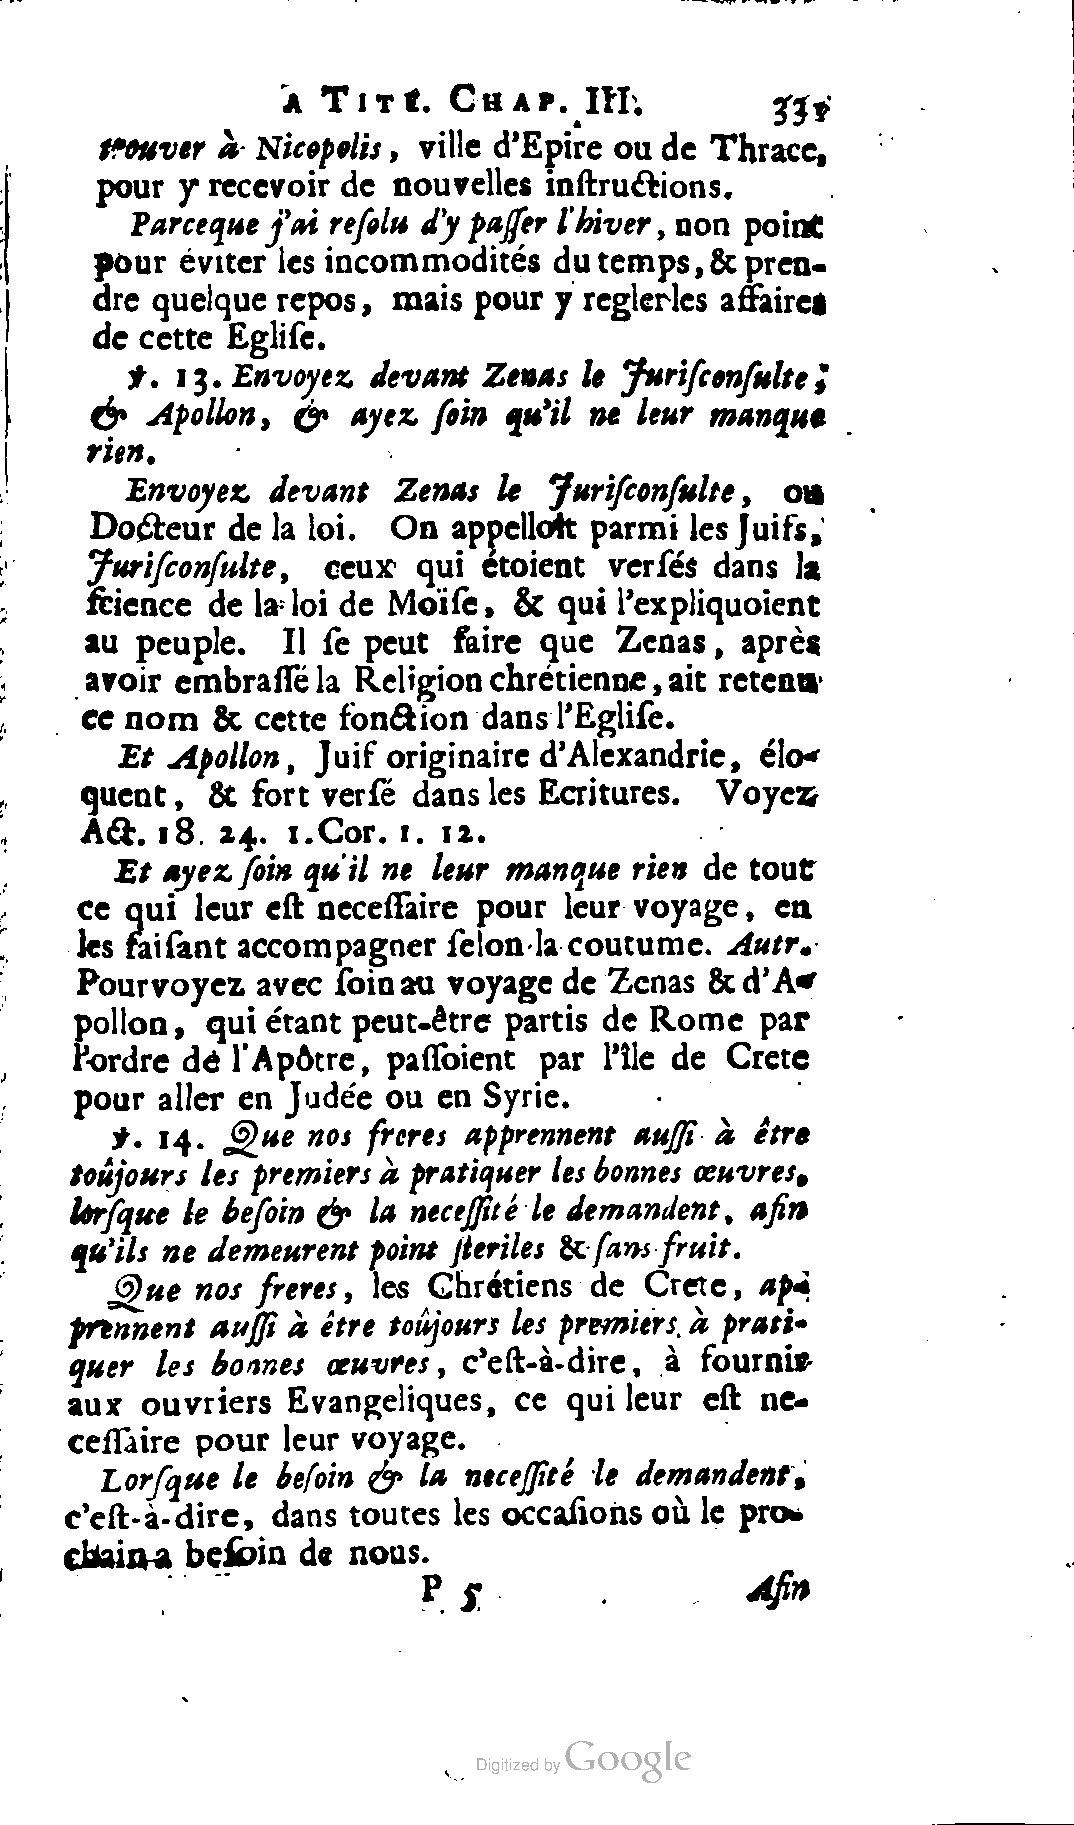 A TITE. CHAP. III. 331
trouver à Nicopolis, ville d'Epire ou de Thrace,
pour y recevoir de nouvelles inſtructions.
Parceque j'ai reſolu d'y paſſer l'hiver, non point
pour éviter les incommodités du temps, & pren-
dre quelque repos, mais pour y regler les affaires
de cette Egliſe.
℣. 13. Envoyez devant Zenas le Juriſconſulte;
& Apollon, & ayez ſoin qu'il ne leur manque
rien.
Envoyez devant Zenas le Juriſconſulte, ou
Docteur de la loi. On appelloit parmi les Juifs,
Juriſconſulte, ceux qui étoient verſés dans la
ſcience de la loi de Moïſe, & qui l'expliquoient
au peuple. Il ſe peut faire que Zenas, après
avoir embraſſé la Religion chrétienne, ait retenu
ce nom & cette fonction dans l'Egliſe.
Et Apollon, Juif originaire d'Alexandrie, élo-
quent, & fort verſé dans les Ecritures. Voyez
Act. 18. 24. 1. Cor. 1. 12.
Et ayez ſoin qu'il ne leur manque rien de tout
ce qui leur eſt neceſſaire pour leur voyage, en
les faiſant accompagner ſelon la coutume. Autr.
Pourvoyez avec ſoin au voyage de Zenas & d'A-
pollon, qui étant peut-être partis de Rome par
l'ordre de l'Apôtre, paſſoient par l'île de Crete
pour aller en Judée ou en Syrie.
℣. 14. Que nos freres apprennent auſſi à être
toûjours les premiers à pratiquer les bonnes œuvres,
lorſque le beſoin & la neceſſité le demandent, afin
qu'ils ne demeurent point ſteriles & ſans fruit.
Que nos freres, les Chrétiens de Crete, ap-
prennent auſſi à être toûjours les premiers à prati-
quer les bonnes œuvres, c'eſt-à-dire, à fournir
aux ouvriers Evangeliques, ce qui leur eſt ne-
ceſſaire pour leur voyage.
Lorſque le beſoin & la neceſſité le demandent,
c'eſt-à-dire, dans toutes les occaſions où le pro-
chain a beſoin de nous.
P 5 Afin
Digitized by Google